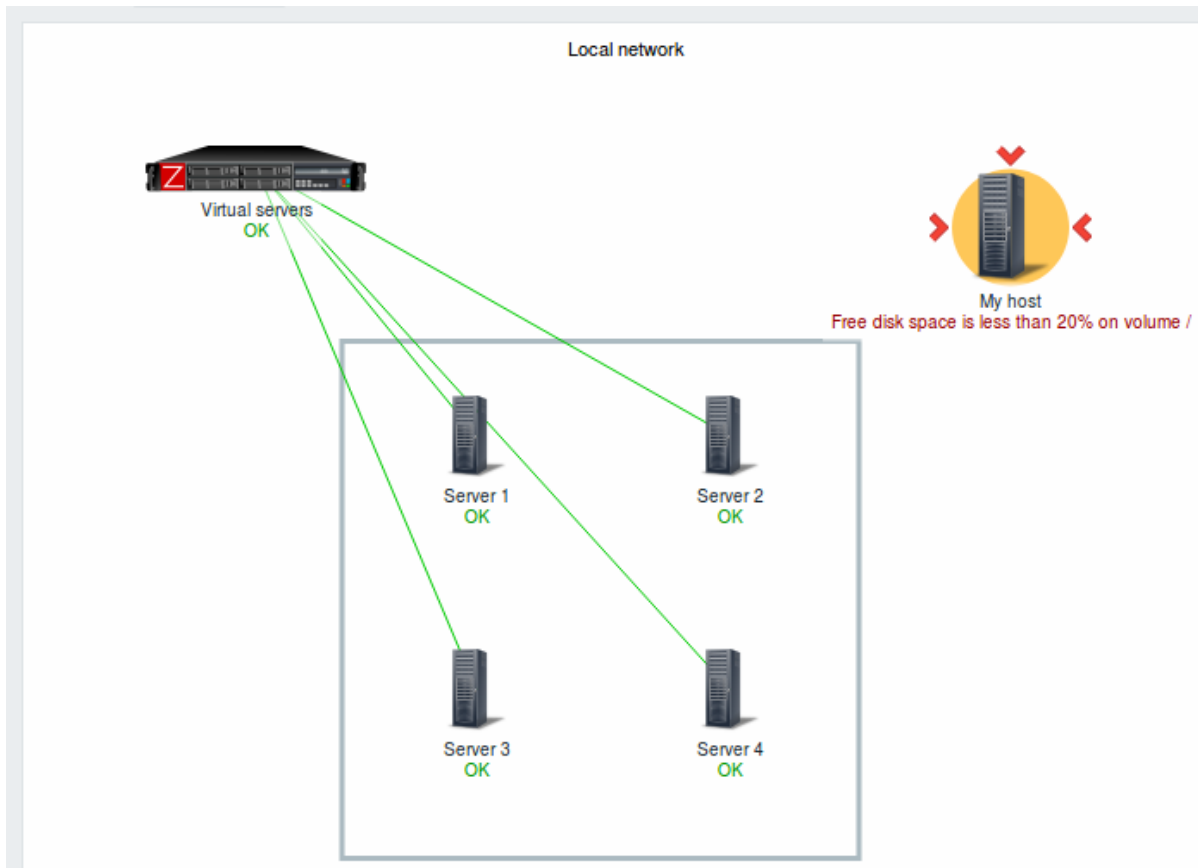 Local network
Z
Virtual servers
OK
My host
Free disk space is less than 20% on volume /
Server 1
OK
Server 2
OK
Server 3
OK
Server 4
OK